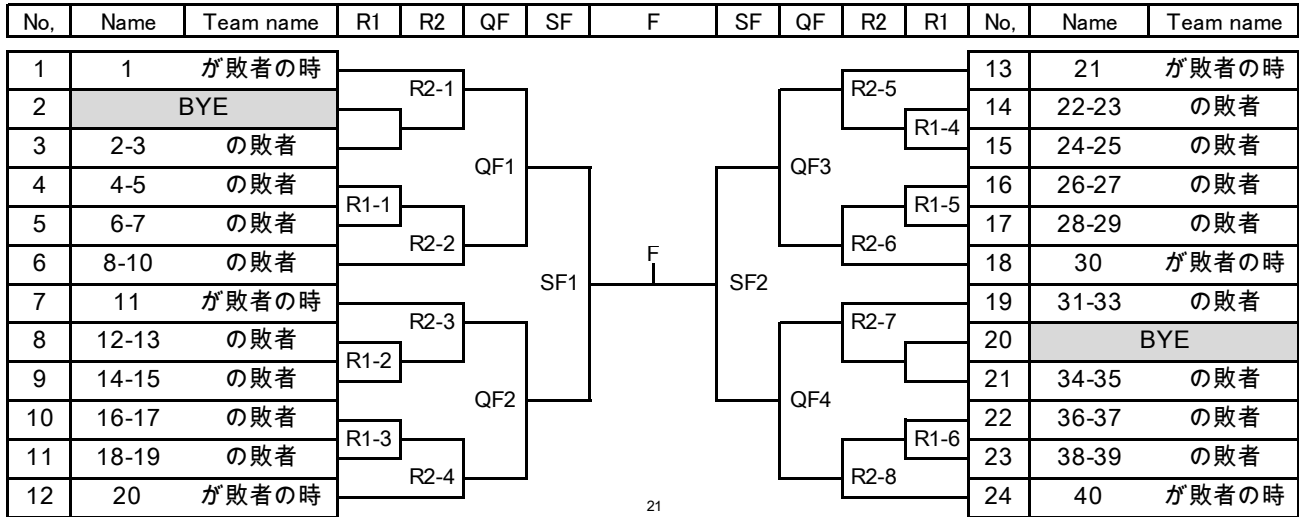 No, Name Team name R1 R2 QF SF F SF QF R2 R1 No, Name Team name
1 1 が敗者の時 13 21 が敗者の時
R2-1 R2-5
2 BYE 14 22-23 の敗者
R1-4
3 2-3 の敗者 15 24-25 の敗者
QF1 QF3
4 4-5 の敗者 16 26-27 の敗者
R1-1 R1-5
5 6-7 の敗者 17 28-29 の敗者
R2-2 R2-6
F
6 8-10 の敗者 18 30 が敗者の時
SF1 SF2
7 11 が敗者の時 19 31-33 の敗者
R2-3 R2-7
8 12-13 の敗者 20 BYE
R1-2
9 14-15 の敗者 21 34-35 の敗者
QF2 QF4
10 16-17 の敗者 22 36-37 の敗者
R1-3 R1-6
11 18-19 の敗者 23 38-39 の敗者
R2-4 R2-8
12 20 が敗者の時 24 40 が敗者の時
21